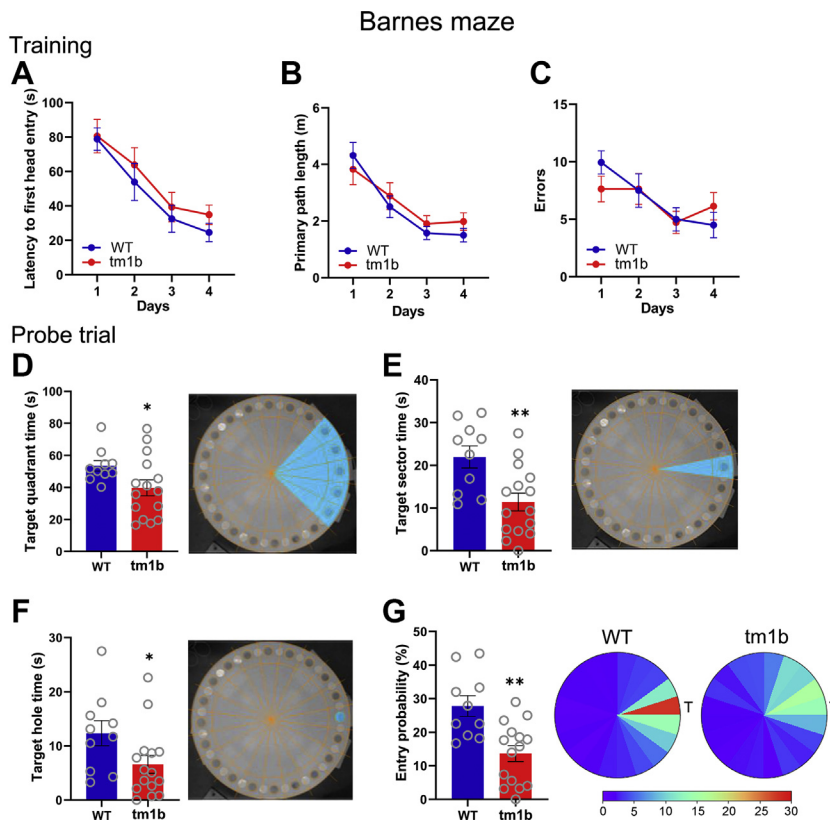 Barnes maze
Training
A
Latency to first head entry (s)
100
80
60
40
20
0
WT
tm1b
1 2 3 4
Days
B
Primary path length (m)
6
4
2
0
WT
tm1b
1 2 3 4
Days
C
Errors
15
10
5
0
WT
tm1b
1 2 3 4
Days
Probe trial
D
Target quadrant time (s)
100
80
60
40
20
0
*
WT tm1b
E
Target sector time (s)
40
30
20
10
0
**
WT tm1b
F
Target hole time (s)
30
20
10
0
*
WT tm1b
G
Entry probability (%)
50
40
30
20
10
0
**
WT tm1b
WT
T
tm1b
0 5 10 15 20 25 30